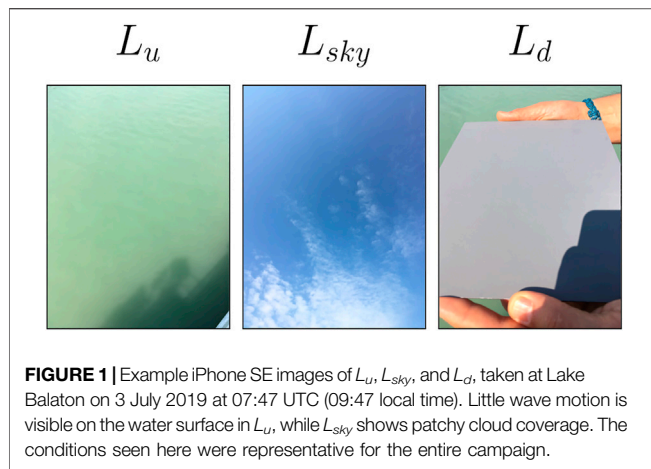 L_u L_sky L_d
FIGURE 1 | Example iPhone SE images of L_u, L_sky, and L_d, taken at Lake
Balaton on 3 July 2019 at 07:47 UTC (09:47 local time). Little wave motion is
visible on the water surface in L_u, while L_sky shows patchy cloud coverage. The
conditions seen here were representative for the entire campaign.